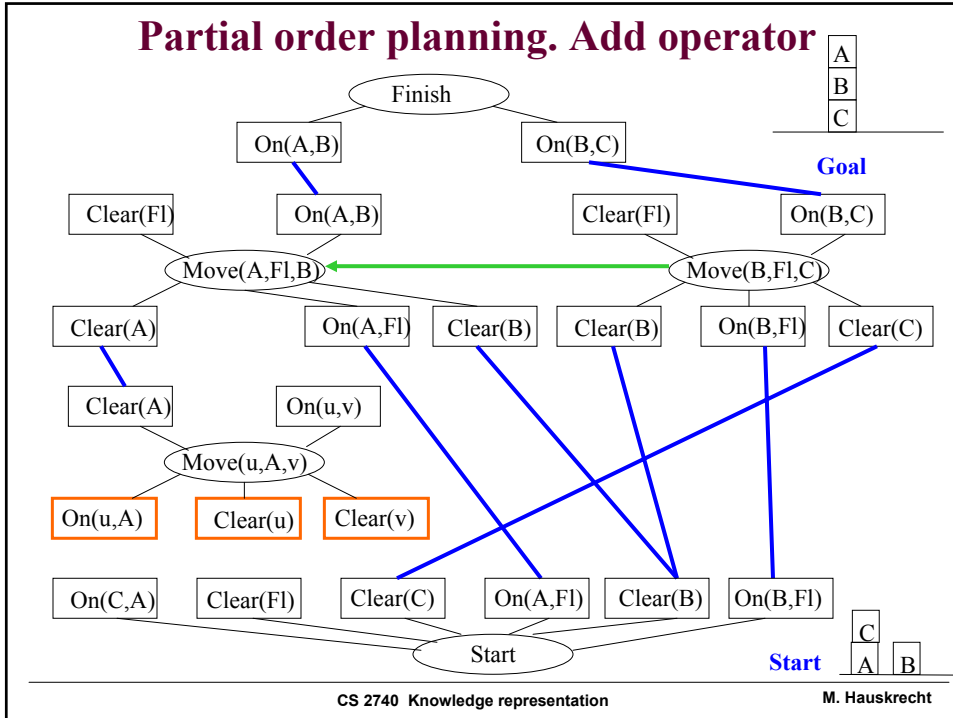 Partial order planning. Add operator
A
B
C
Finish
On(A,B)
On(B,C)
Goal
Clear(Fl)
On(A,B)
Clear(Fl)
On(B,C)
Move(A,Fl,B)
Move(B,Fl,C)
Clear(A)
On(A,Fl)
Clear(B)
Clear(B)
On(B,Fl)
Clear(C)
Clear(A)
On(u,v)
Move(u,A,v)
On(u,A)
Clear(u)
Clear(v)
On(C,A)
Clear(Fl)
Clear(C)
On(A,Fl)
Clear(B)
On(B,Fl)
Start
Start
C
A B
CS 2740 Knowledge representation
M. Hauskrecht